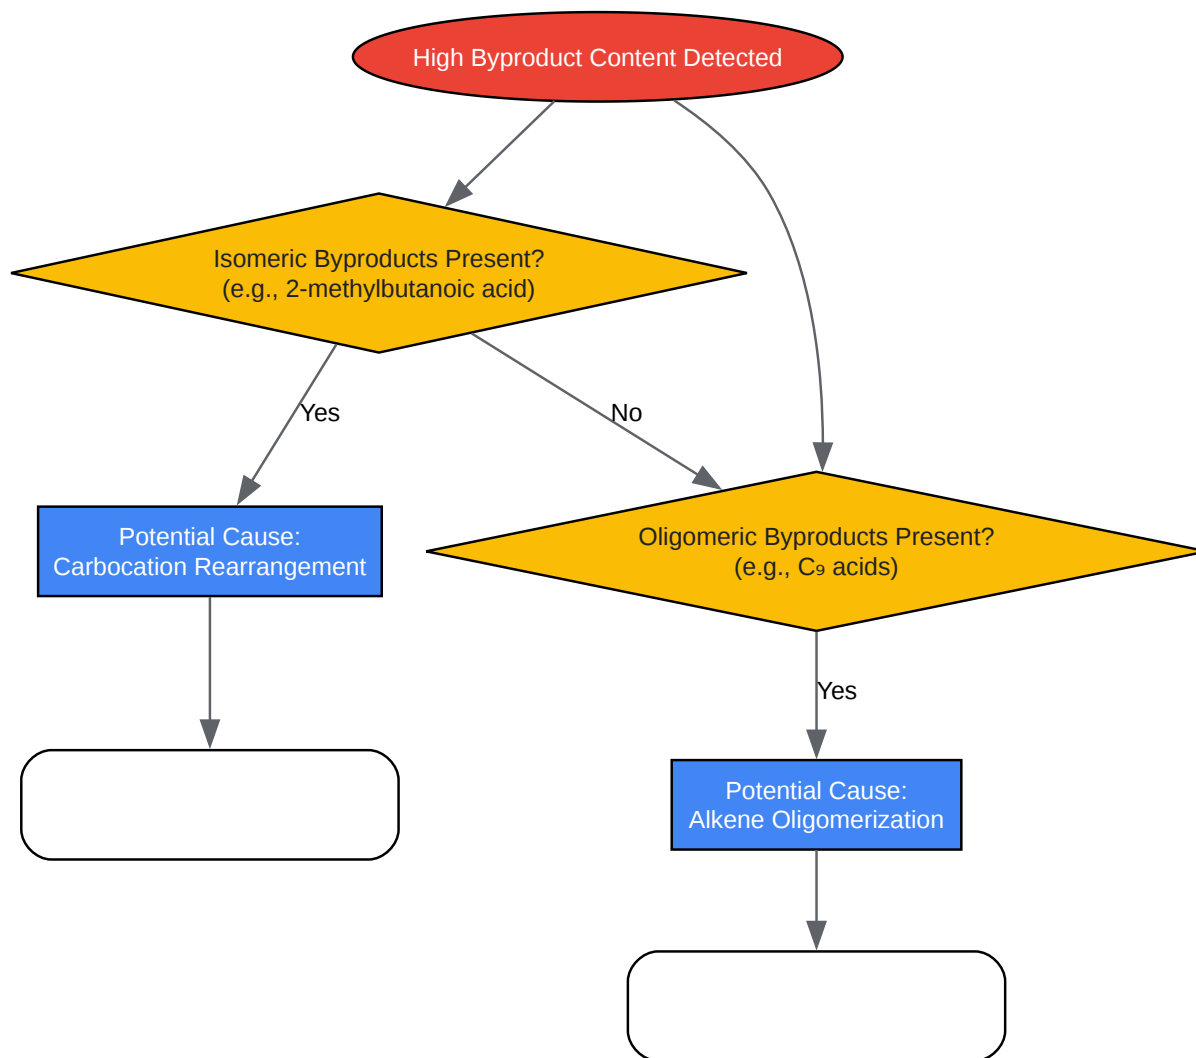 High Byproduct Content Detected
Isomeric Byproducts Present?
(e.g., 2-methylbutanoic acid)
Yes
No
Potential Cause:
Carbocation Rearrangement
Oligomeric Byproducts Present?
(e.g., C₉ acids)
Yes
Potential Cause:
Alkene Oligomerization